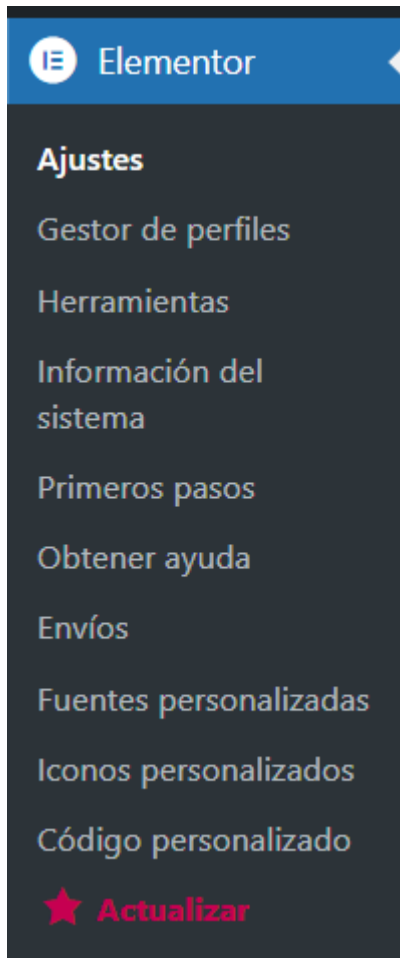 Elementor
Ajustes
Gestor de perfiles
Herramientas
Información del
sistema
Primeros pasos
Obtener ayuda
Envíos
Fuentes personalizadas
Iconos personalizados
Código personalizado
Actualizar